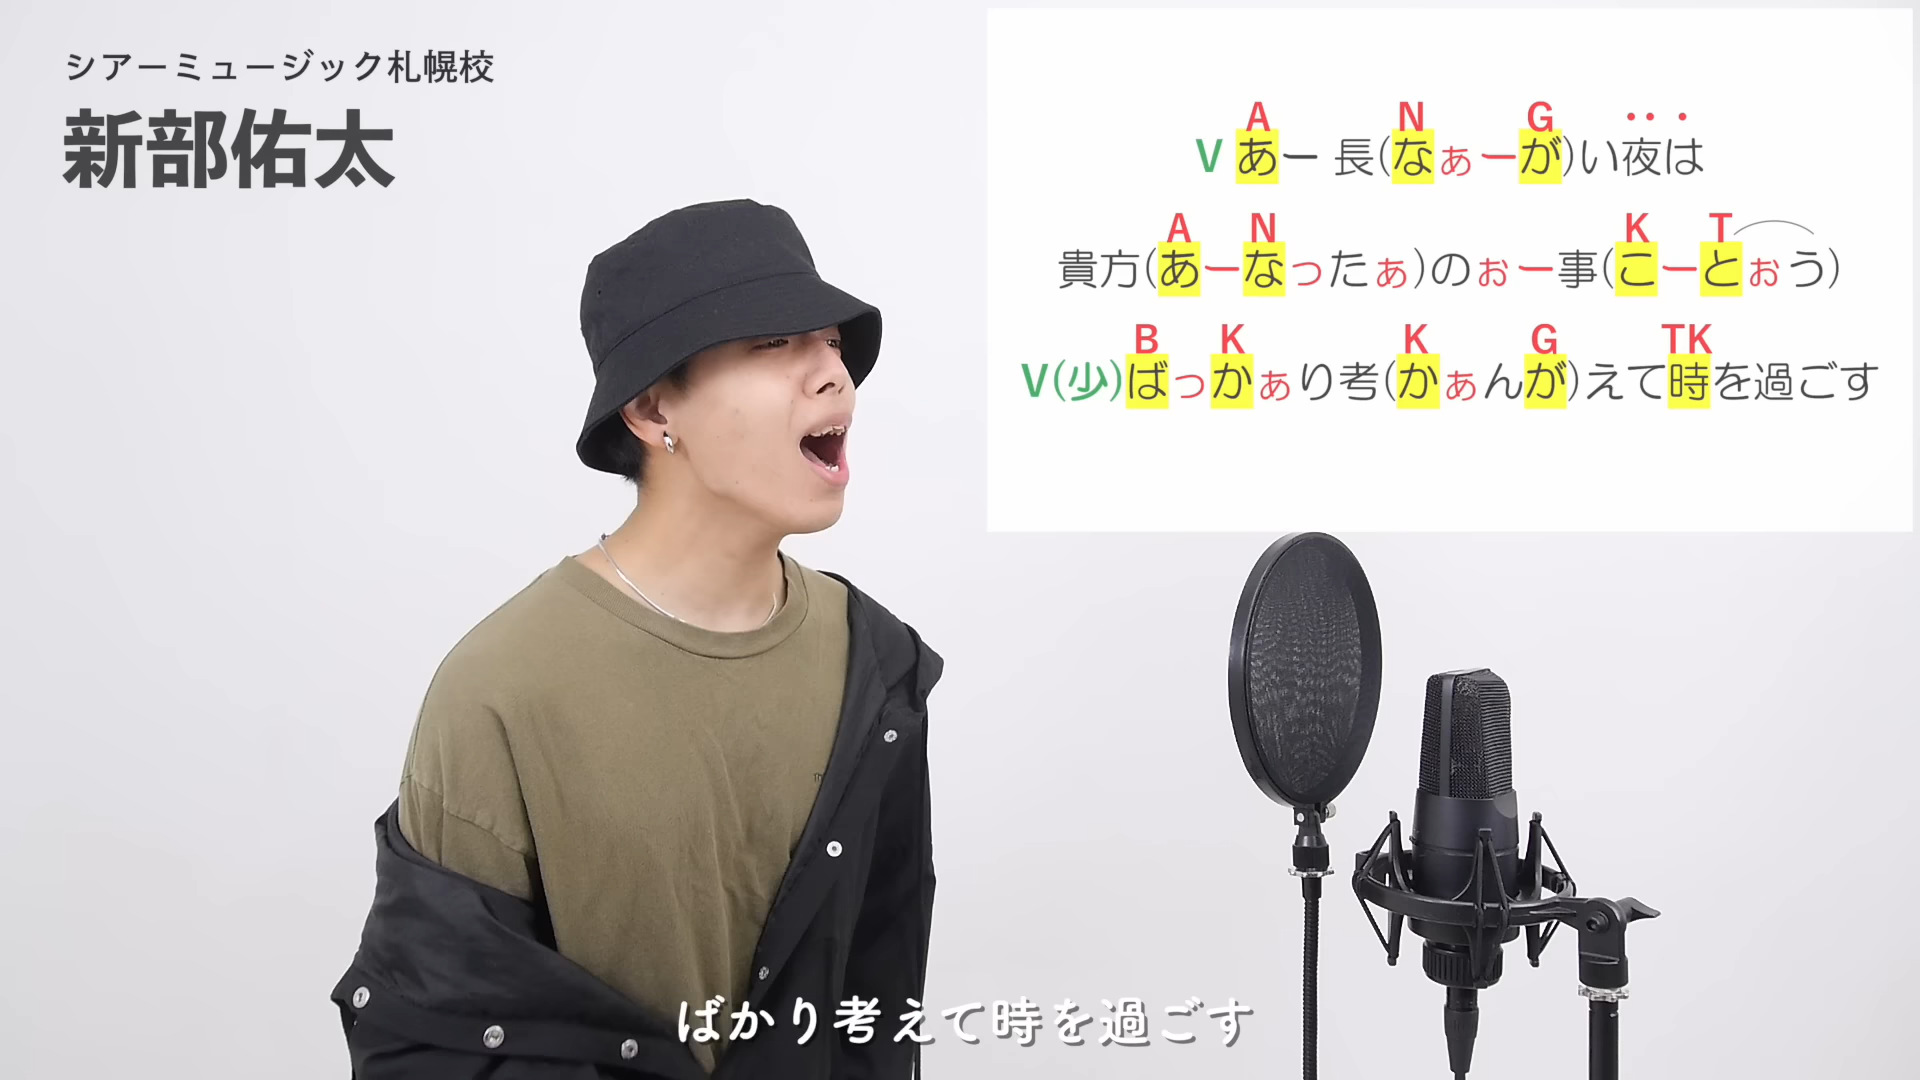 シアーミュージック札幌校
新部佑太
A N G ・・・
V あー 長(なぁーが)い夜は
A N K T
貴方(あーなったぁ)のぉー事(こーとぉう)
B K K G TK
V(少)ばっかぁり考(かぁんが)えて時を過ごす
ばかり考えて時を過ごす